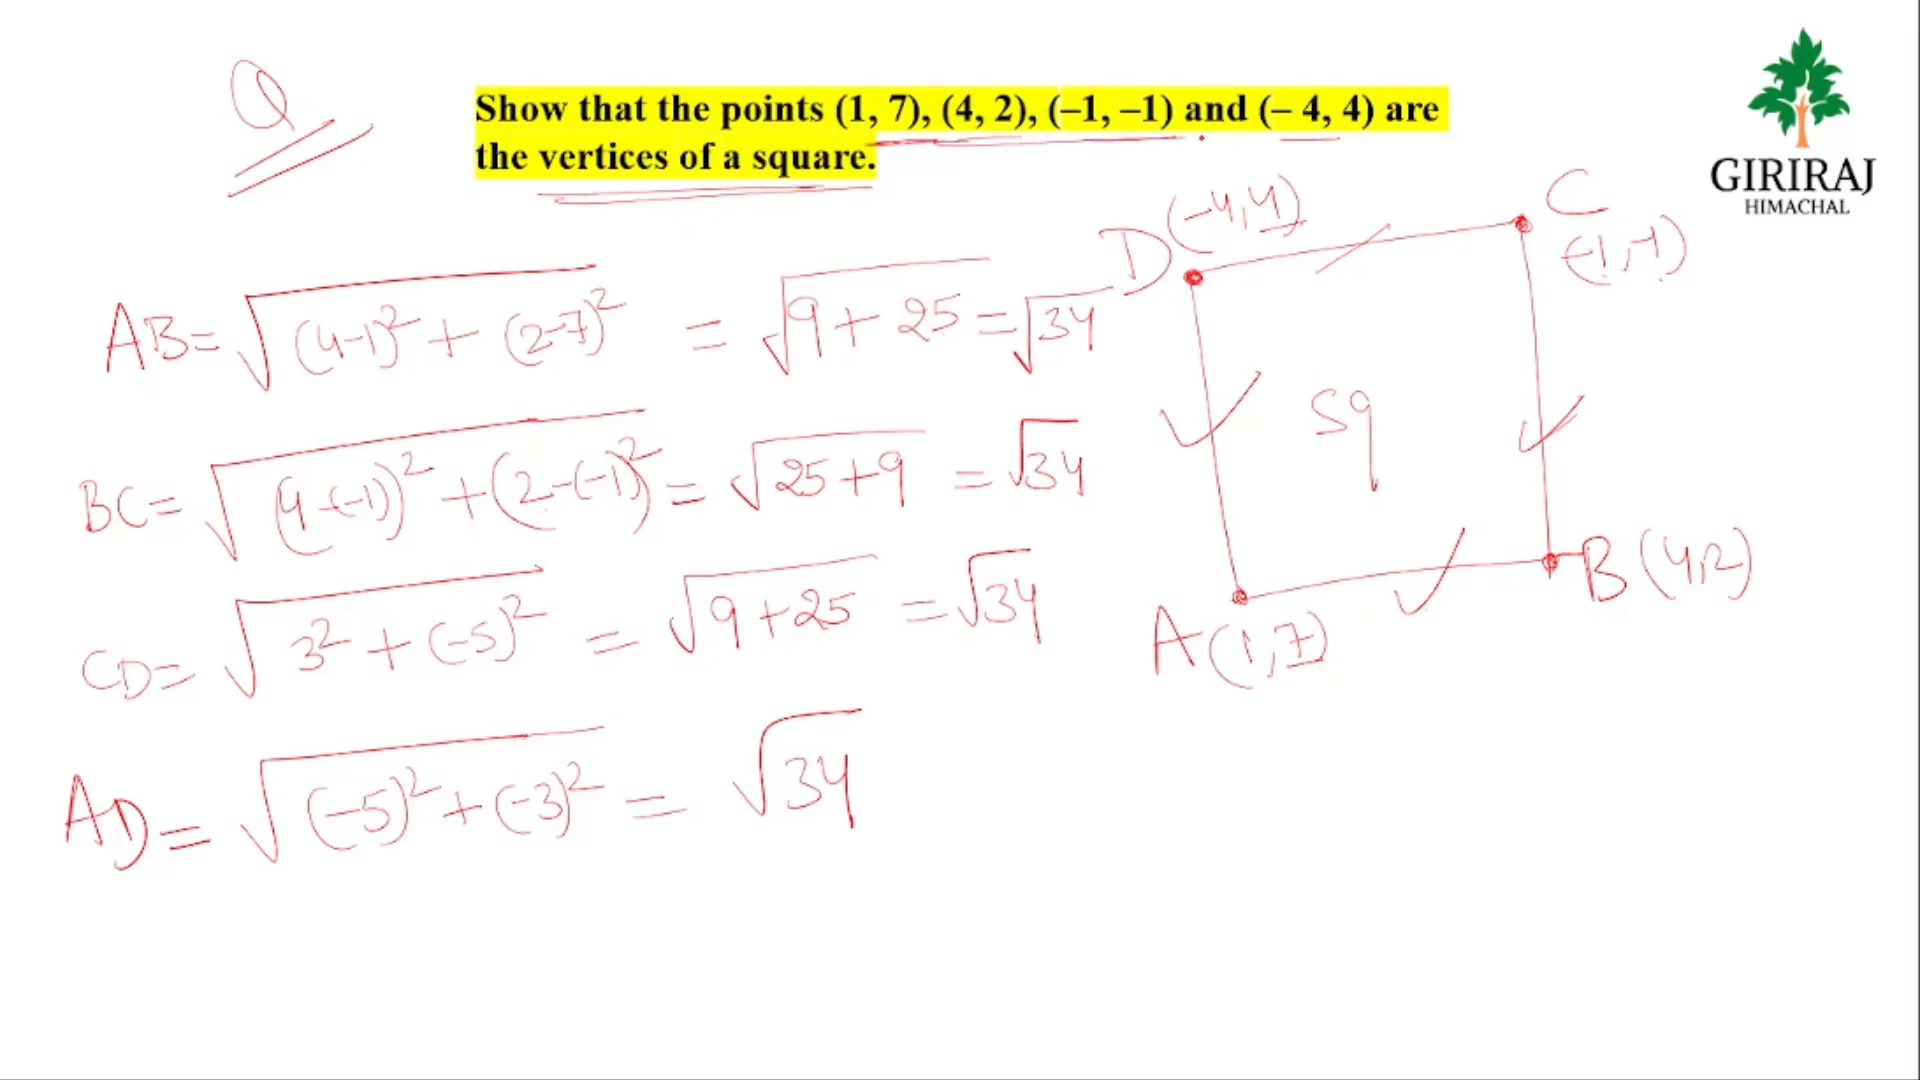 Q
Show that the points (1, 7), (4, 2), (–1, –1) and (– 4, 4) are
the vertices of a square.
GIRIRAJ
HIMACHAL
D (-4,4)
C
(-1,-1)
AB= √(4-1)² + (2-7)² = √9+25 = √34
Sq
BC= √(4-(-1))² + (2-(-1))² = √25+9 = √34
B (4,2)
CD= √3² + (-5)² = √9+25 = √34
A (1,7)
AD= √(-5)² + (-3)² = √34